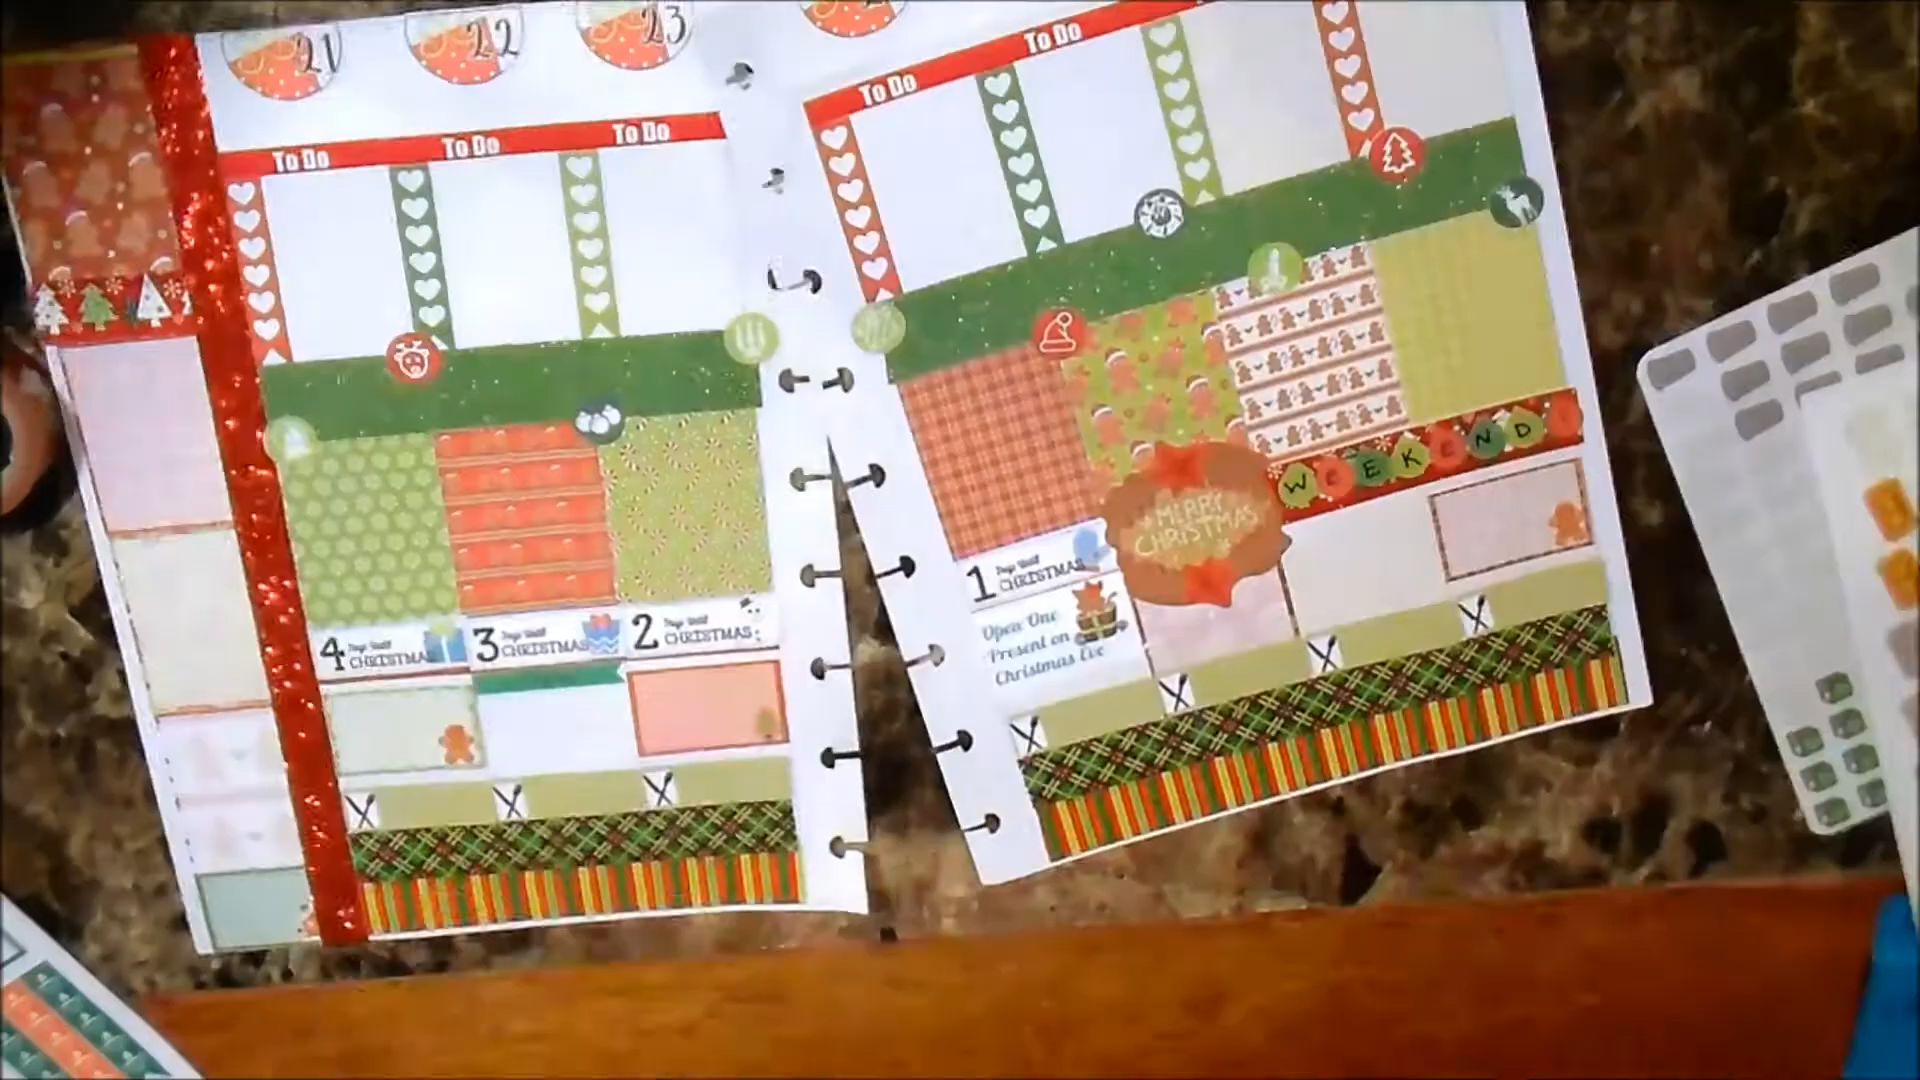 21
22
23
To Do
To Do
To Do
To Do
To Do
4 Days Until
CHRISTMAS
3 Days Until
CHRISTMAS
2 Days Until
CHRISTMAS
1 Days Until
CHRISTMAS
MERRY
CHRISTMAS
WEEKEND
Open One
Present on
Christmas Eve